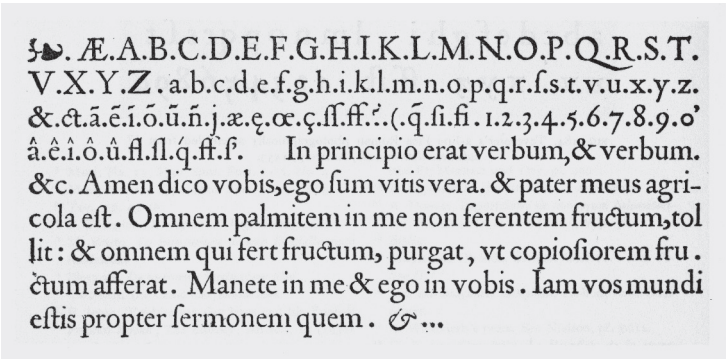 ❧. Æ.A.B.C.D.E.F.G.H.I.K.L.M.N.O.P.Q.R.S.T.
V.X.Y.Z. a.b.c.d.e.f.g.h.i.k.l.m.n.o.p.q.r.ſ.s.t.v.u.x.y.z.
&.ct.ā.ẽ.í.õ.ũ.ñ.j.æ.ę.œ.ç.ſſ.ff.ť.(.q̃.ſi.fi. 1.2.3.4.5.6.7.8.9.0’
â.ê.î.ô.û.fl.ſl.q́.ff.ſ’. In principio erat verbum,& verbum.
&c. Amen dico vobis,ego ſum vitis vera. & pater meus agri-
cola eſt. Omnem palmitem in me non ferentem fructum,tol
lit: & omnem qui fert fructum, purgat, vt copioſiorem fru.
ctum afferat. Manete in me & ego in vobis. Iam vos mundi
eſtis propter ſermonem quem. & ...